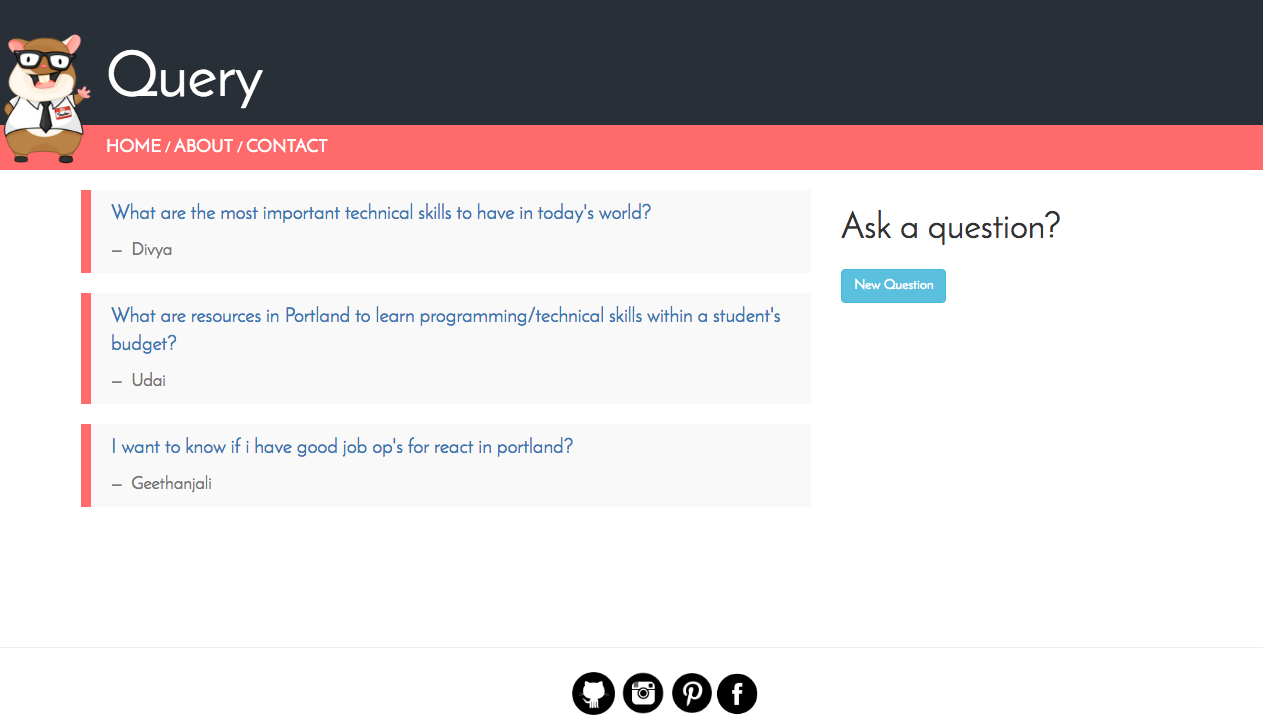 Query
HOME / ABOUT / CONTACT
What are the most important technical skills to have in today's world?
— Divya
What are resources in Portland to learn programming/technical skills within a student's
budget?
— Udai
I want to know if i have good job op's for react in portland?
— Geethanjali
Ask a question?
New Question